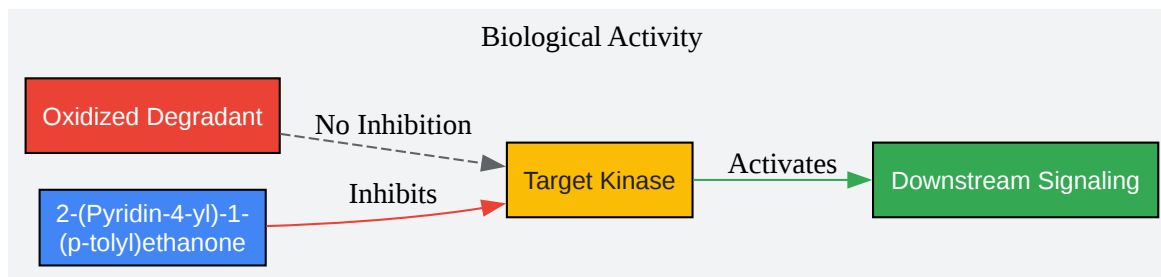 Biological Activity
Oxidized Degradant
No Inhibition
Target Kinase
Activates
Downstream Signaling
Inhibits
2-(Pyridin-4-yl)-1-
(p-tolyl)ethanone